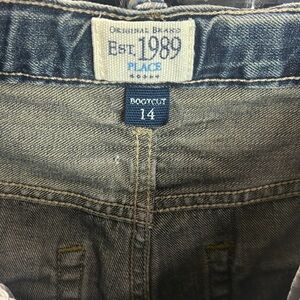 ORIGINAL BRAND
EST. 1989
PLACE
BOOTCUT
14